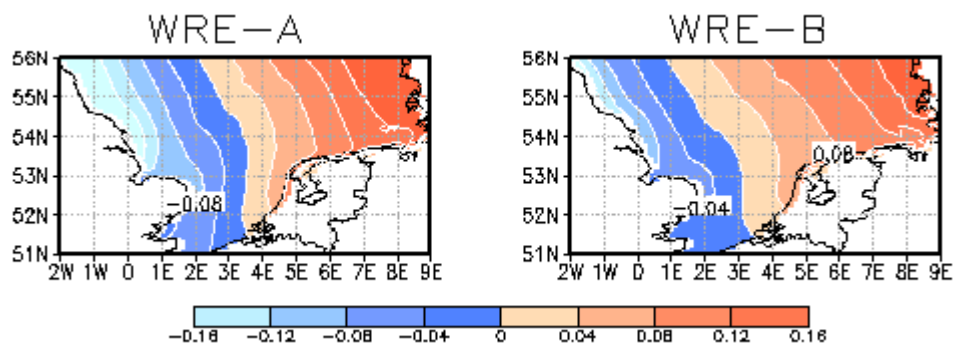 WRE-A WRE-B
56N 56N
55N 55N
54N 54N
0.08
53N 53N
-0.08 -0.04
52N 52N
51N 51N
2W 1W 0 1E 2E 3E 4E 5E 6E 7E 8E 9E 2W 1W 0 1E 2E 3E 4E 5E 6E 7E 8E 9E
-0.16 -0.12 -0.08 -0.04 0 0.04 0.08 0.12 0.16